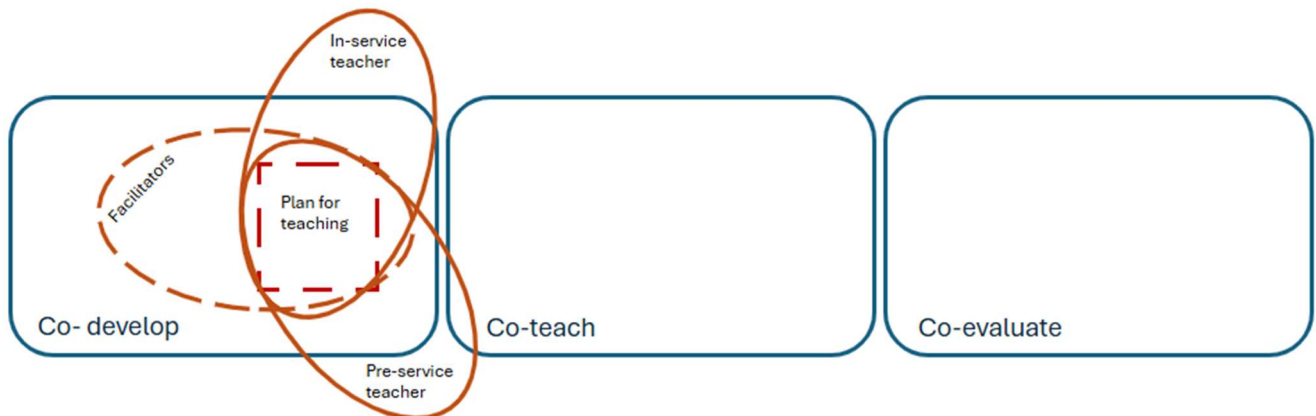 In-service
teacher
Facilitators
Plan for
teaching
Co- develop
Co-teach
Co-evaluate
Pre-service
teacher